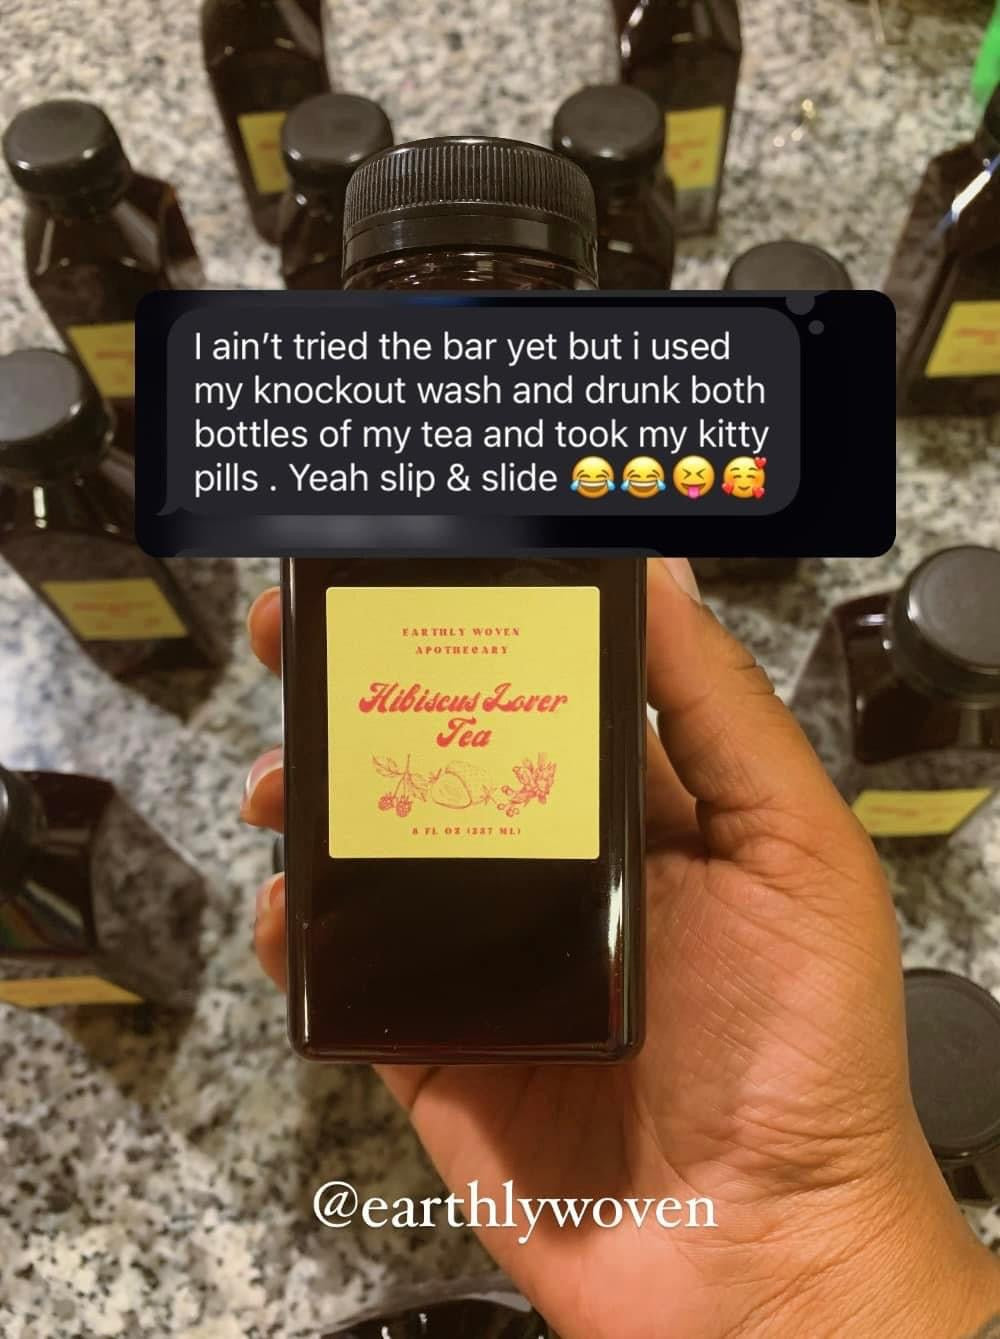 I ain’t tried the bar yet but i used
my knockout wash and drunk both
bottles of my tea and took my kitty
pills . Yeah slip & slide 😂😂😝🥰
EARTHLY WOVEN
APOTHECARY
Hibiscus Lover
Tea
8 FL OZ (237 ML)
@earthlywoven